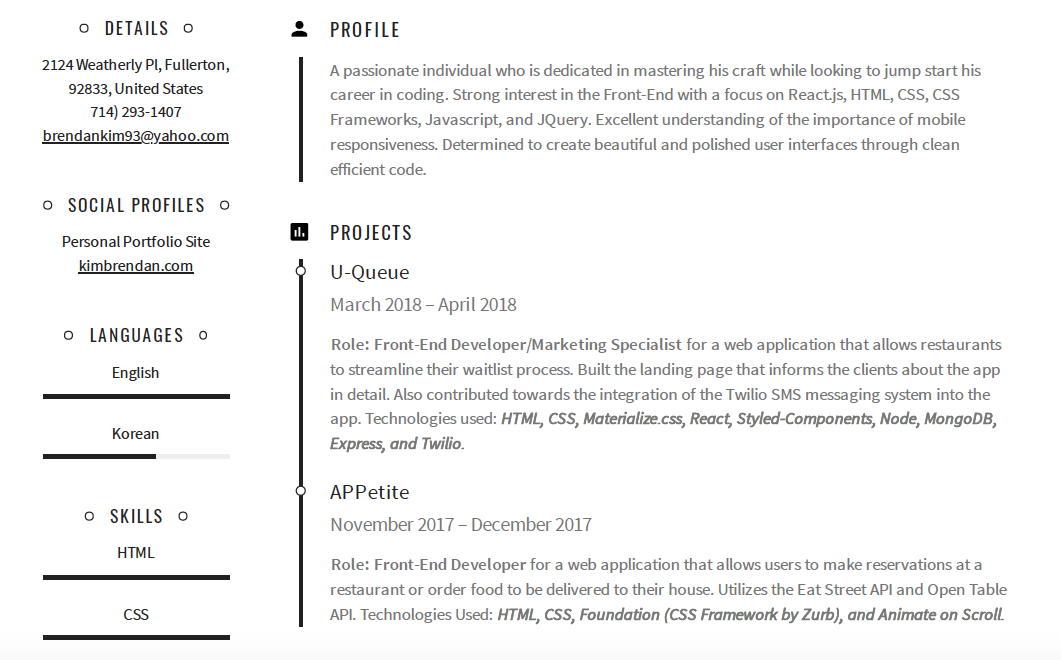 DETAILS
2124 Weatherly Pl, Fullerton,
92833, United States
714) 293-1407
brendankim93@yahoo.com
SOCIAL PROFILES
Personal Portfolio Site
kimbrendan.com
LANGUAGES
English
Korean
SKILLS
HTML
CSS
PROFILE
A passionate individual who is dedicated in mastering his craft while looking to jump start his
career in coding. Strong interest in the Front-End with a focus on React.js, HTML, CSS, CSS
Frameworks, Javascript, and JQuery. Excellent understanding of the importance of mobile
responsiveness. Determined to create beautiful and polished user interfaces through clean
efficient code.
PROJECTS
U-Queue
March 2018 – April 2018
Role: Front-End Developer/Marketing Specialist for a web application that allows restaurants
to streamline their waitlist process. Built the landing page that informs the clients about the app
in detail. Also contributed towards the integration of the Twilio SMS messaging system into the
app. Technologies used: HTML, CSS, Materialize.css, React, Styled-Components, Node, MongoDB,
Express, and Twilio.
APPetite
November 2017 – December 2017
Role: Front-End Developer for a web application that allows users to make reservations at a
restaurant or order food to be delivered to their house. Utilizes the Eat Street API and Open Table
API. Technologies Used: HTML, CSS, Foundation (CSS Framework by Zurb), and Animate on Scroll.